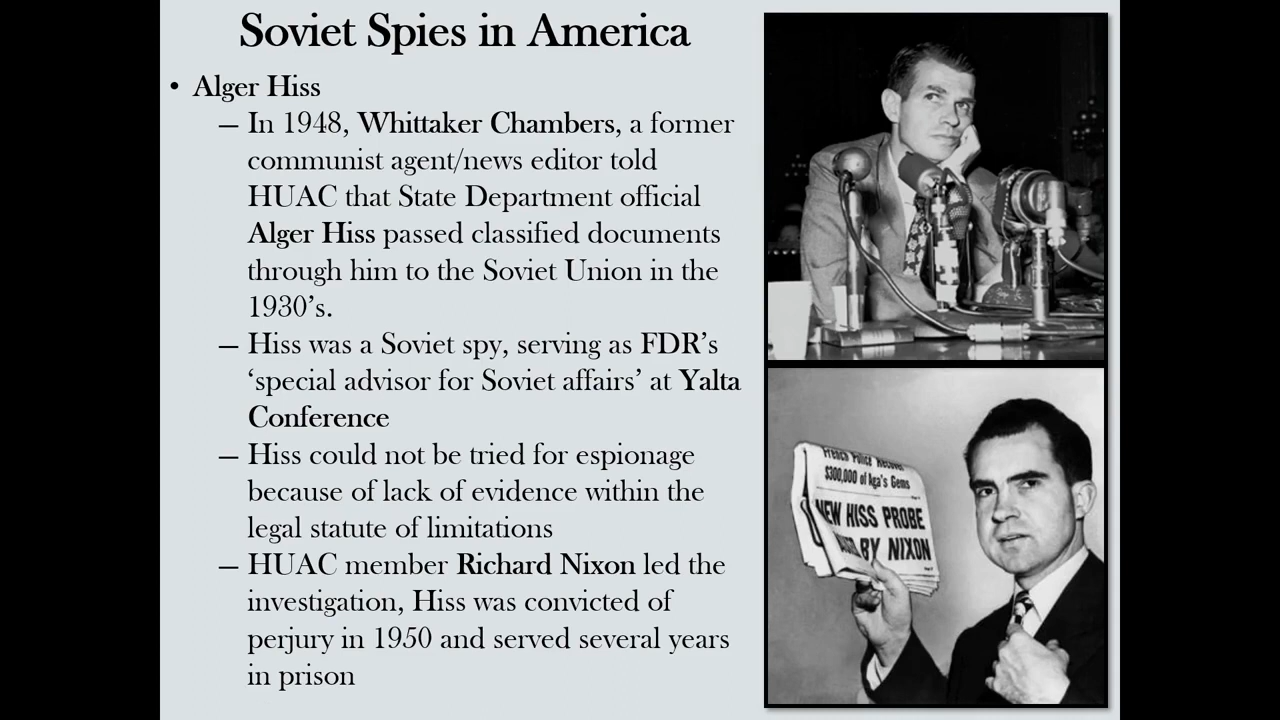 Soviet Spies in America
• Alger Hiss
– In 1948, Whittaker Chambers, a former
communist agent/news editor told
HUAC that State Department official
Alger Hiss passed classified documents
through him to the Soviet Union in the
1930’s.
– Hiss was a Soviet spy, serving as FDR’s
‘special advisor for Soviet affairs’ at Yalta
Conference
– Hiss could not be tried for espionage
because of lack of evidence within the
legal statute of limitations
– HUAC member Richard Nixon led the
investigation, Hiss was convicted of
perjury in 1950 and served several years
in prison
French Police Recover
$300,000 of Aga's Gems
NEW HISS PROBE
BY NIXON